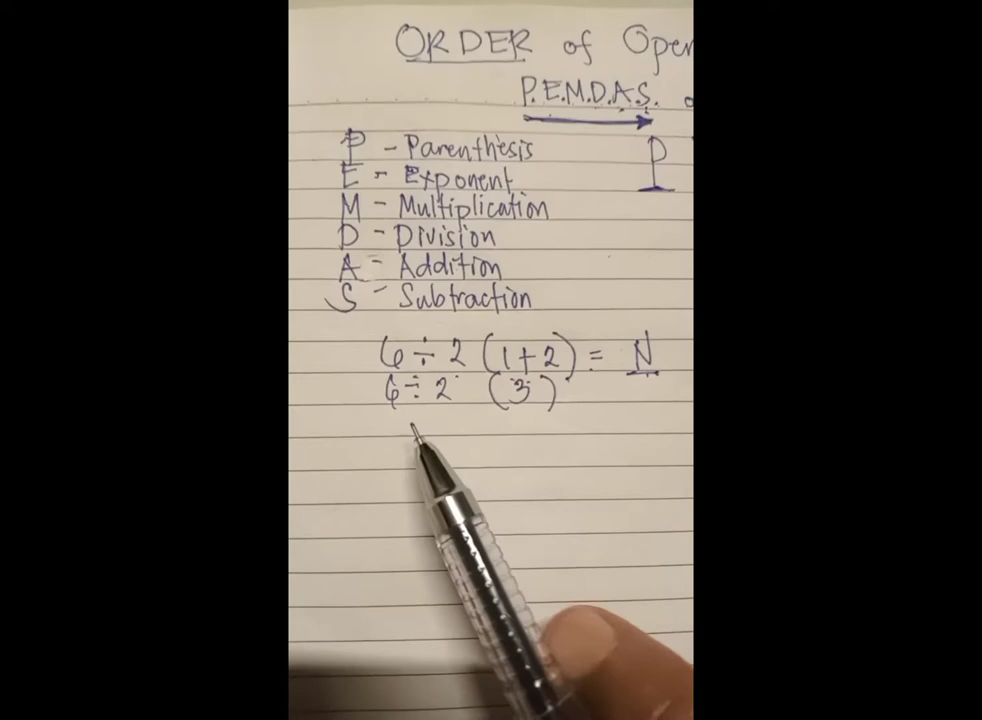 ORDER of Oper
P.E.M.D.A.S.
P - Parenthesis
P
E - Exponent
M - Multiplication
D - Division
A - Addition
S - Subtraction
6 ÷ 2 (1+2) = N
6 ÷ 2 (3)